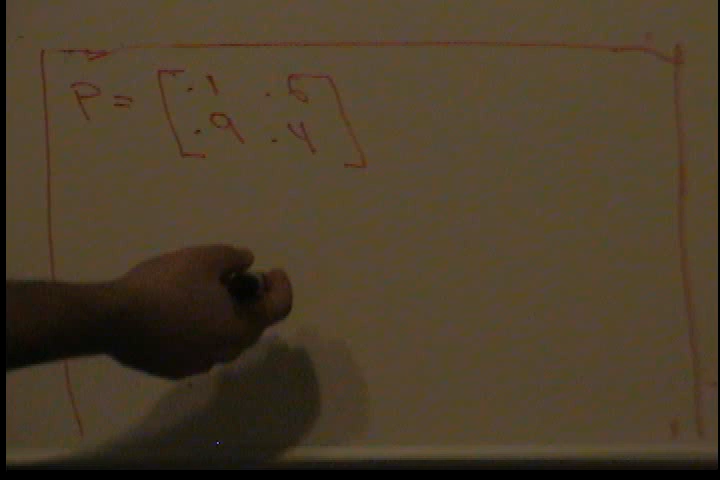 P = [ .1 .6
.9 .4 ]